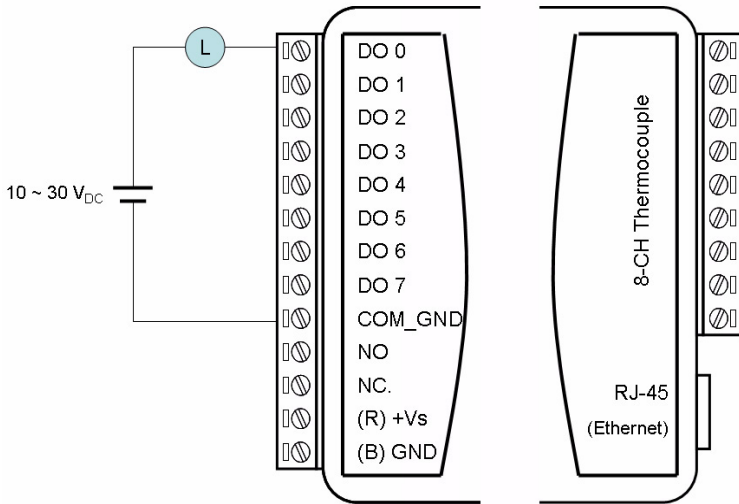 L
10 ~ 30 VDC
DO 0
DO 1
DO 2
DO 3
DO 4
DO 5
DO 6
DO 7
COM_GND
NO
NC.
(R) +Vs
(B) GND
8-CH Thermocouple
RJ-45
(Ethernet)